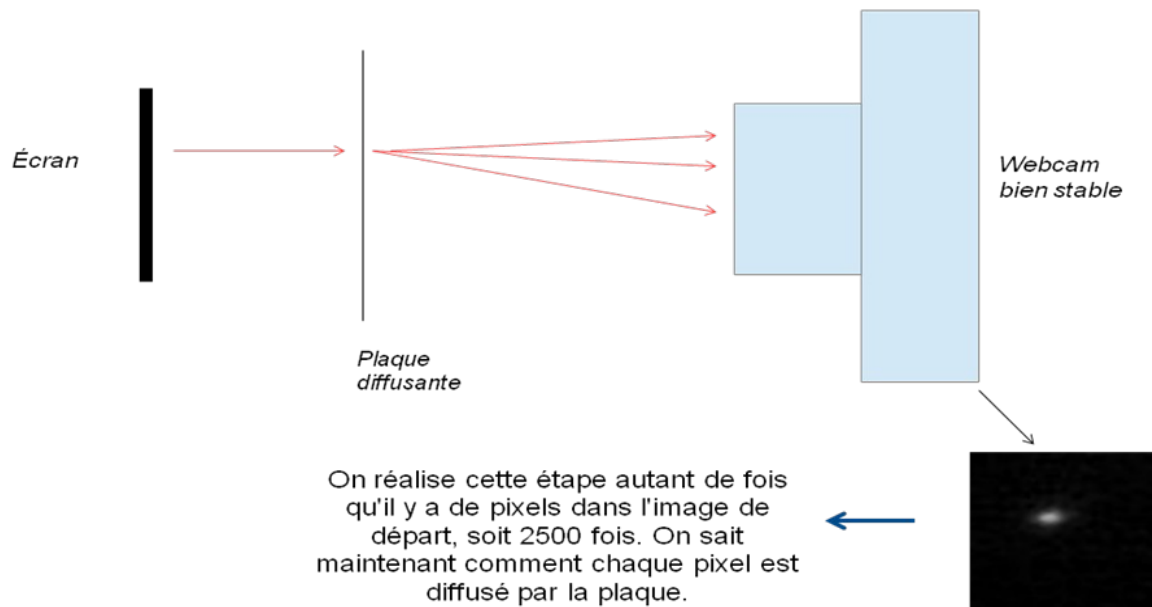 Écran
Webcam
bien stable
Plaque
diffusante
On réalise cette étape autant de fois
qu'il y a de pixels dans l'image de
départ, soit 2500 fois. On sait
maintenant comment chaque pixel est
diffusé par la plaque.